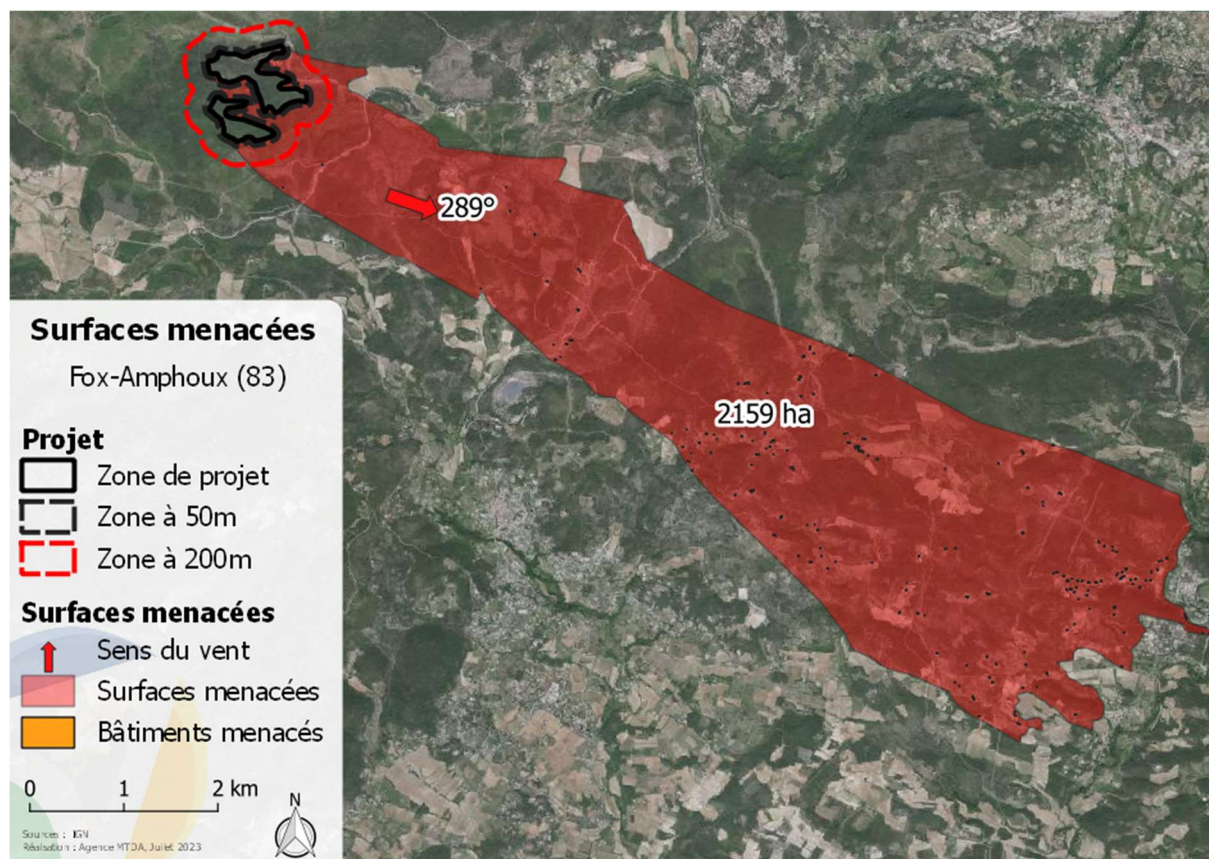 289°
2159 ha
Surfaces menacées
Fox-Amphoux (83)
Projet
Zone de projet
Zone à 50m
Zone à 200m
Surfaces menacées
Sens du vent
Surfaces menacées
Bâtiments menacés
0 1 2 km
N
Sources : IGN
Réalisation : Agence MTDA, Juillet 2023